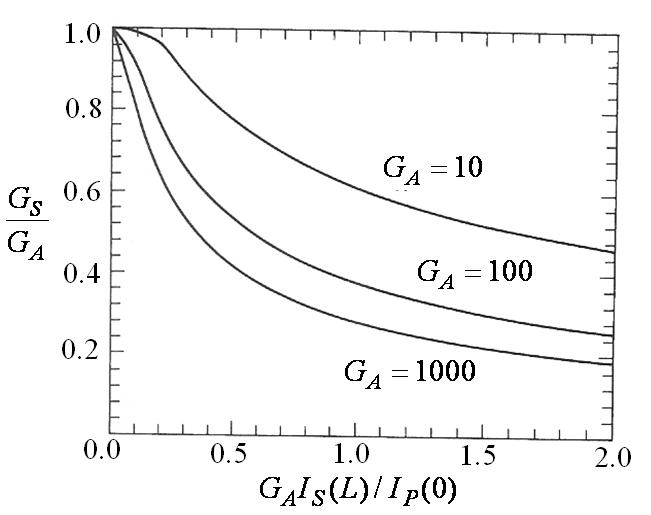 1.0
0.8
G_S
G_A
0.6
0.4
0.2
G_A = 10
G_A = 100
G_A = 1000
0.0 0.5 1.0 1.5 2.0
G_A I_S(L) / I_P(0)